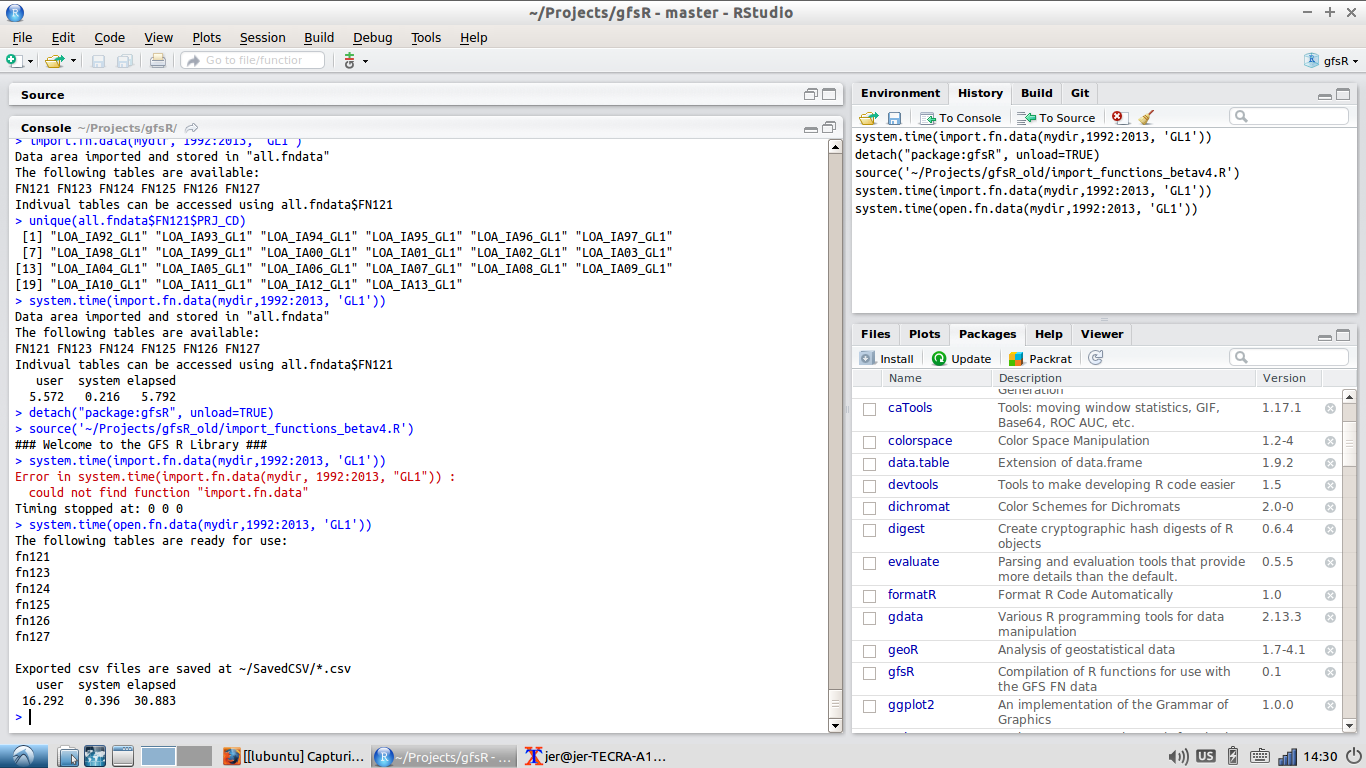 ~/Projects/gfsR - master - RStudio
File Edit Code View Plots Session Build Debug Tools Help
Go to file/function
gfsR
Source
Console ~/Projects/gfsR/
> import.fn.data(mydir, 1992:2013, 'GL1')
Data area imported and stored in "all.fndata"
The following tables are available:
FN121 FN123 FN124 FN125 FN126 FN127
Indivual tables can be accessed using all.fndata$FN121
> unique(all.fndata$FN121$PRJ_CD)
[1] "LOA_IA92_GL1" "LOA_IA93_GL1" "LOA_IA94_GL1" "LOA_IA95_GL1" "LOA_IA96_GL1" "LOA_IA97_GL1"
[7] "LOA_IA98_GL1" "LOA_IA99_GL1" "LOA_IA00_GL1" "LOA_IA01_GL1" "LOA_IA02_GL1" "LOA_IA03_GL1"
[13] "LOA_IA04_GL1" "LOA_IA05_GL1" "LOA_IA06_GL1" "LOA_IA07_GL1" "LOA_IA08_GL1" "LOA_IA09_GL1"
[19] "LOA_IA10_GL1" "LOA_IA11_GL1" "LOA_IA12_GL1" "LOA_IA13_GL1"
> system.time(import.fn.data(mydir,1992:2013, 'GL1'))
Data area imported and stored in "all.fndata"
The following tables are available:
FN121 FN123 FN124 FN125 FN126 FN127
Indivual tables can be accessed using all.fndata$FN121
user system elapsed
5.572 0.216 5.792
> detach("package:gfsR", unload=TRUE)
> source('~/Projects/gfsR_old/import_functions_betav4.R')
### Welcome to the GFS R Library ###
> system.time(import.fn.data(mydir,1992:2013, 'GL1'))
Error in system.time(import.fn.data(mydir, 1992:2013, "GL1")) :
could not find function "import.fn.data"
Timing stopped at: 0 0 0
> system.time(open.fn.data(mydir,1992:2013, 'GL1'))
The following tables are ready for use:
fn121
fn123
fn124
fn125
fn126
fn127
Exported csv files are saved at ~/SavedCSV/*.csv
user system elapsed
16.292 0.396 30.883
>
Environment History Build Git
To Console To Source
system.time(import.fn.data(mydir,1992:2013, 'GL1'))
detach("package:gfsR", unload=TRUE)
source('~/Projects/gfsR_old/import_functions_betav4.R')
system.time(import.fn.data(mydir,1992:2013, 'GL1'))
system.time(open.fn.data(mydir,1992:2013, 'GL1'))
Files Plots Packages Help Viewer
Install Update Packrat
Name Description Version
Generation
caTools Tools: moving window statistics, GIF, 1.17.1
Base64, ROC AUC, etc.
colorspace Color Space Manipulation 1.2-4
data.table Extension of data.frame 1.9.2
devtools Tools to make developing R code easier 1.5
dichromat Color Schemes for Dichromats 2.0-0
digest Create cryptographic hash digests of R 0.6.4
objects
evaluate Parsing and evaluation tools that provide 0.5.5
more details than the default.
formatR Format R Code Automatically 1.0
gdata Various R programming tools for data 2.13.3
manipulation
geoR Analysis of geostatistical data 1.7-4.1
gfsR Compilation of R functions for use with 0.1
the GFS FN data
ggplot2 An implementation of the Grammar of 1.0.0
Graphics
[[lubuntu] Capturi...
~/Projects/gfsR - ...
jer@jer-TECRA-A1...
US
14:30